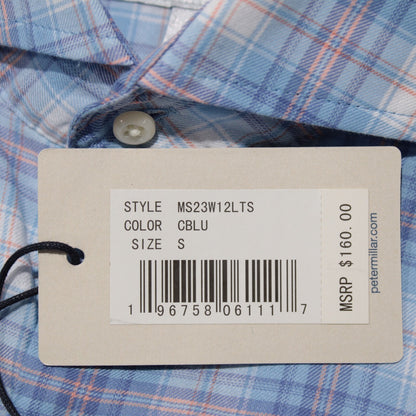 STYLE MS23W12LTS
COLOR CBLU
SIZE S
1 96758 06111 7
MSRP $160.00
petermillar.com